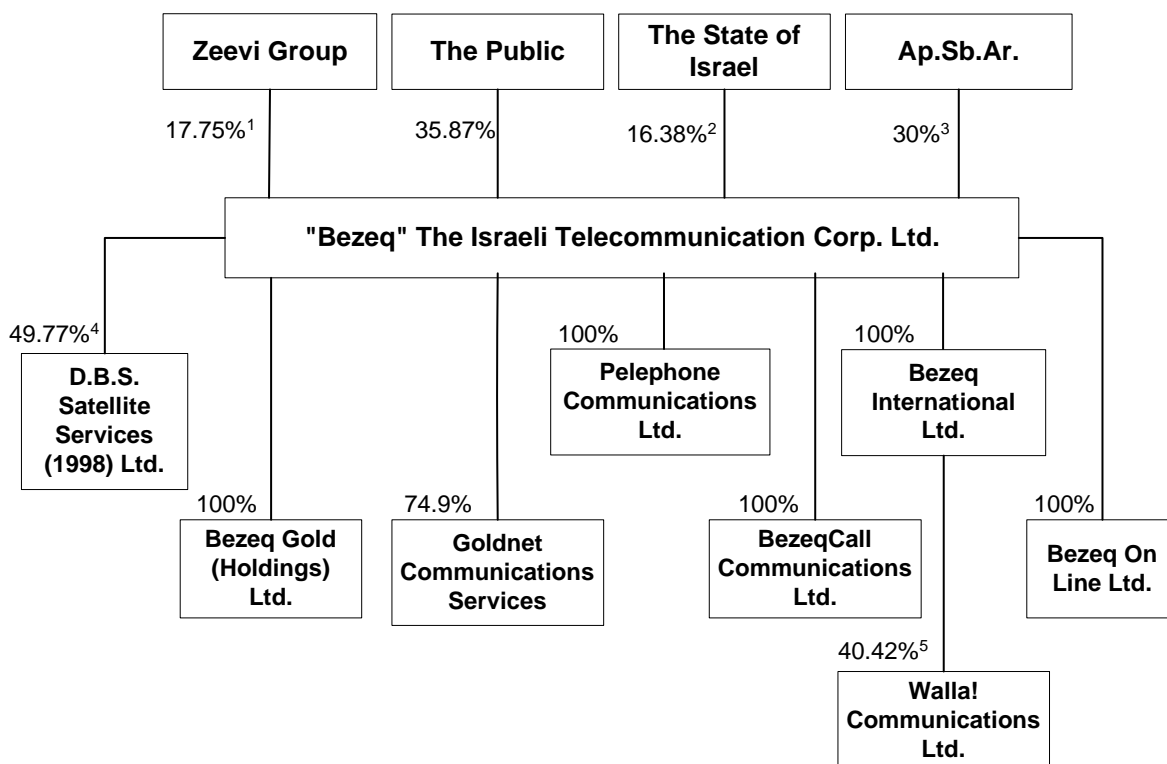 Zeevi Group
The Public
The State of
Israel
Ap.Sb.Ar.
17.75%1
35.87%
16.38%2
30%3
"Bezeq" The Israeli Telecommunication Corp. Ltd.
49.77%4
100%
100%
D.B.S.
Satellite
Services
(1998) Ltd.
Pelephone
Communications
Ltd.
Bezeq
International
Ltd.
100%
74.9%
100%
100%
Bezeq Gold
(Holdings)
Ltd.
Goldnet
Communications
Services
BezeqCall
Communications
Ltd.
Bezeq On
Line Ltd.
40.42%5
Walla!
Communications
Ltd.